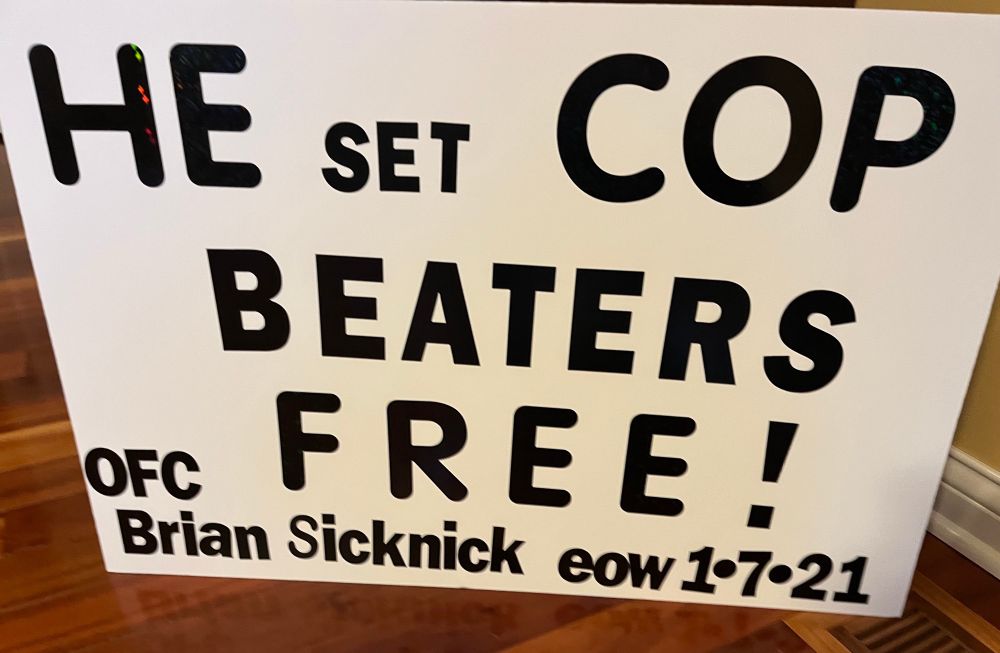 HE SET COP
BEATERS
FREE!
OFC
Brian Sicknick eow 1•7•21